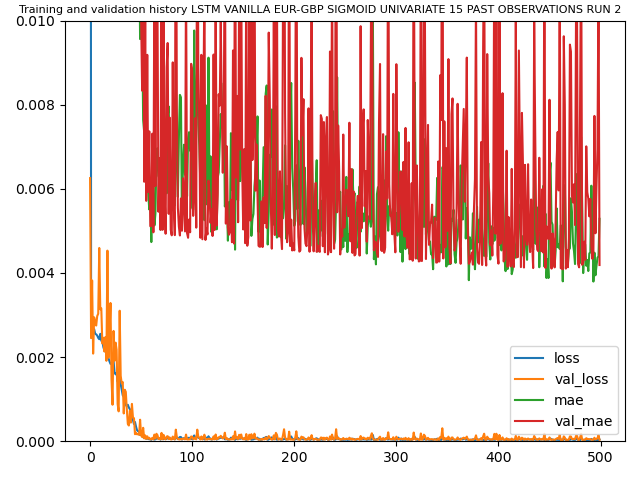 Training and validation history LSTM VANILLA EUR-GBP SIGMOID UNIVARIATE 15 PAST OBSERVATIONS RUN 2
0.010
0.008
0.006
0.004
0.002
0.000
loss
val_loss
mae
val_mae
0 100 200 300 400 500